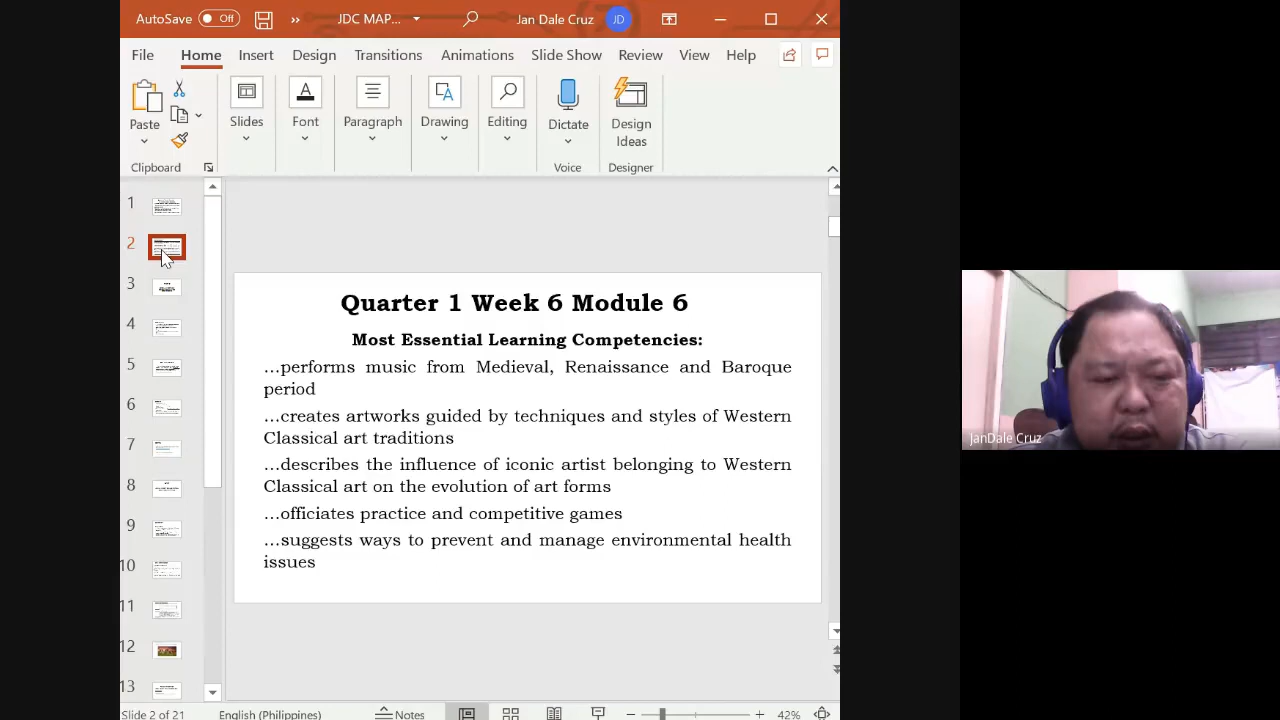 AutoSave Off JDC MAP... Jan Dale Cruz JD
File Home Insert Design Transitions Animations Slide Show Review View Help
Paste Slides Font Paragraph Drawing Editing Dictate Design Ideas
Clipboard Voice Designer
1
2
3
4
5
6
7
8
9
10
11
12
13
Quarter 1 Week 6 Module 6
Most Essential Learning Competencies:
...performs music from Medieval, Renaissance and Baroque
period
...creates artworks guided by techniques and styles of Western
Classical art traditions
...describes the influence of iconic artist belonging to Western
Classical art on the evolution of art forms
...officiates practice and competitive games
...suggests ways to prevent and manage environmental health
issues
JanDale Cruz
Slide 2 of 21 English (Philippines) Notes 42%